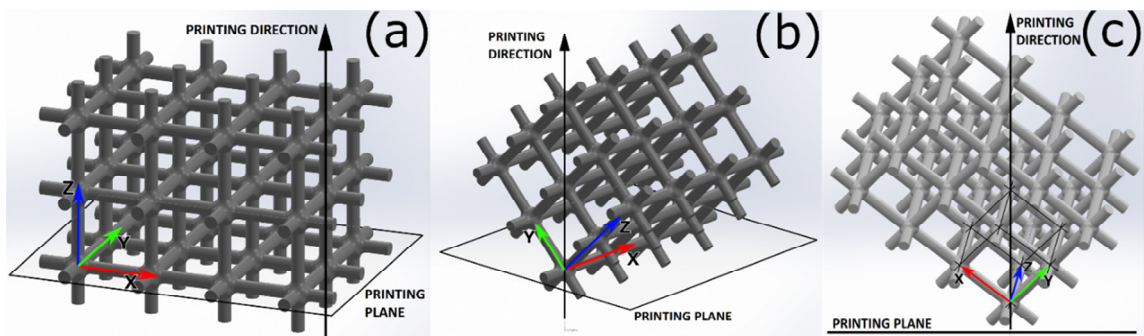 PRINTING DIRECTION
(a)
Z
Y
X
PRINTING
PLANE
PRINTING
DIRECTION
(b)
Y
Z
X
PRINTING PLANE
PRINTING
DIRECTION
(c)
X
Z
Y
PRINTING PLANE